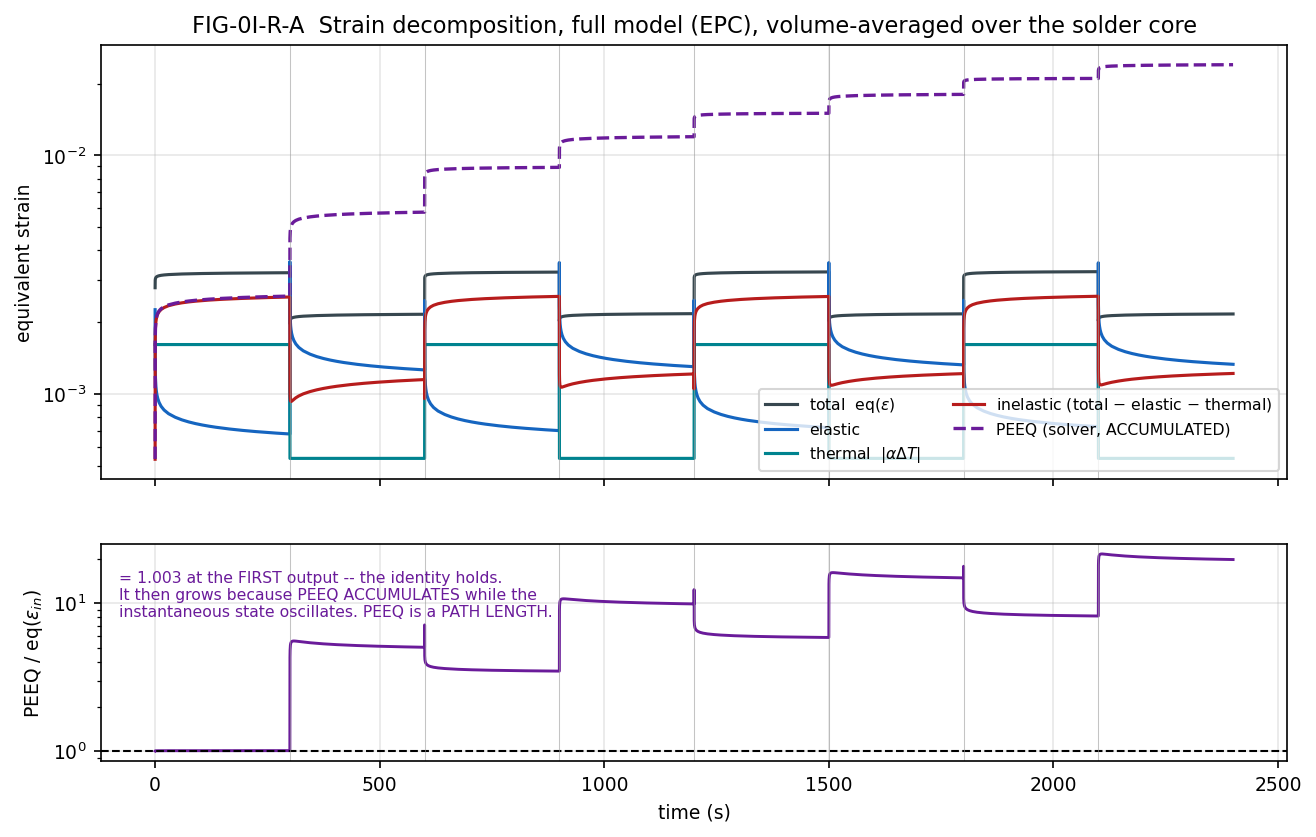 FIG-0I-R-A  Strain decomposition, full model (EPC), volume-averaged over the solder core
equivalent strain
10⁻²
10⁻³
total  eq(ε)
elastic
thermal  |αΔT|
inelastic (total − elastic − thermal)
PEEQ (solver, ACCUMULATED)
PEEQ / eq(ε_in)
10¹
10⁰
= 1.003 at the FIRST output -- the identity holds.
It then grows because PEEQ ACCUMULATES while the
instantaneous state oscillates. PEEQ is a PATH LENGTH.
0 500 1000 1500 2000 2500
time (s)